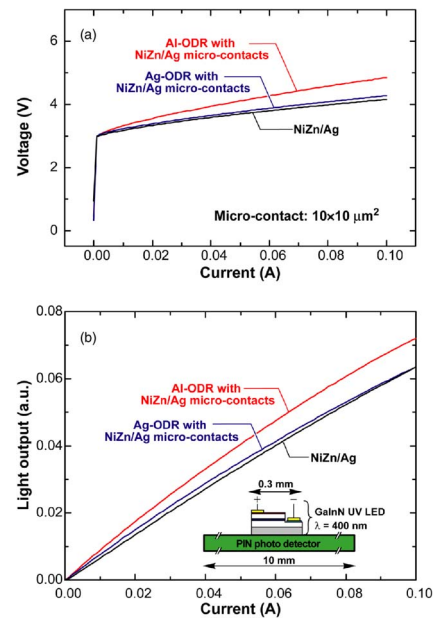 (a)
Al-ODR with
NiZn/Ag micro-contacts
Ag-ODR with
NiZn/Ag micro-contacts
NiZn/Ag
Micro-contact: 10×10 μm²
Voltage (V)
6
4
2
0
0.00 0.02 0.04 0.06 0.08 0.10
Current (A)
(b)
Al-ODR with
NiZn/Ag micro-contacts
Ag-ODR with
NiZn/Ag micro-contacts
NiZn/Ag
0.3 mm
GaInN UV LED
λ = 400 nm
PIN photo detector
10 mm
Light output (a.u.)
0.08
0.06
0.04
0.02
0.00
0.00 0.02 0.04 0.06 0.08 0.10
Current (A)